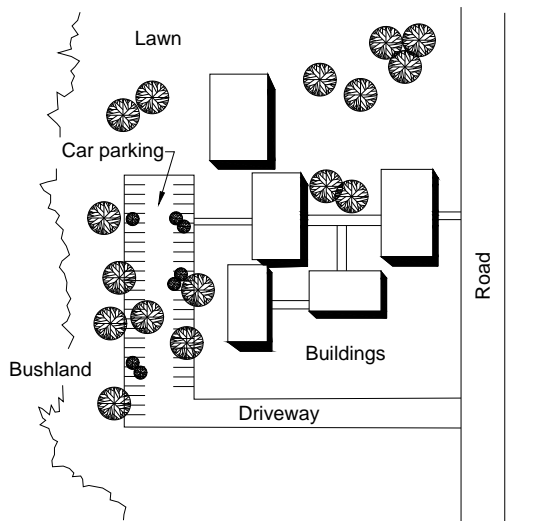 Lawn
Car parking
Road
Buildings
Bushland
Driveway